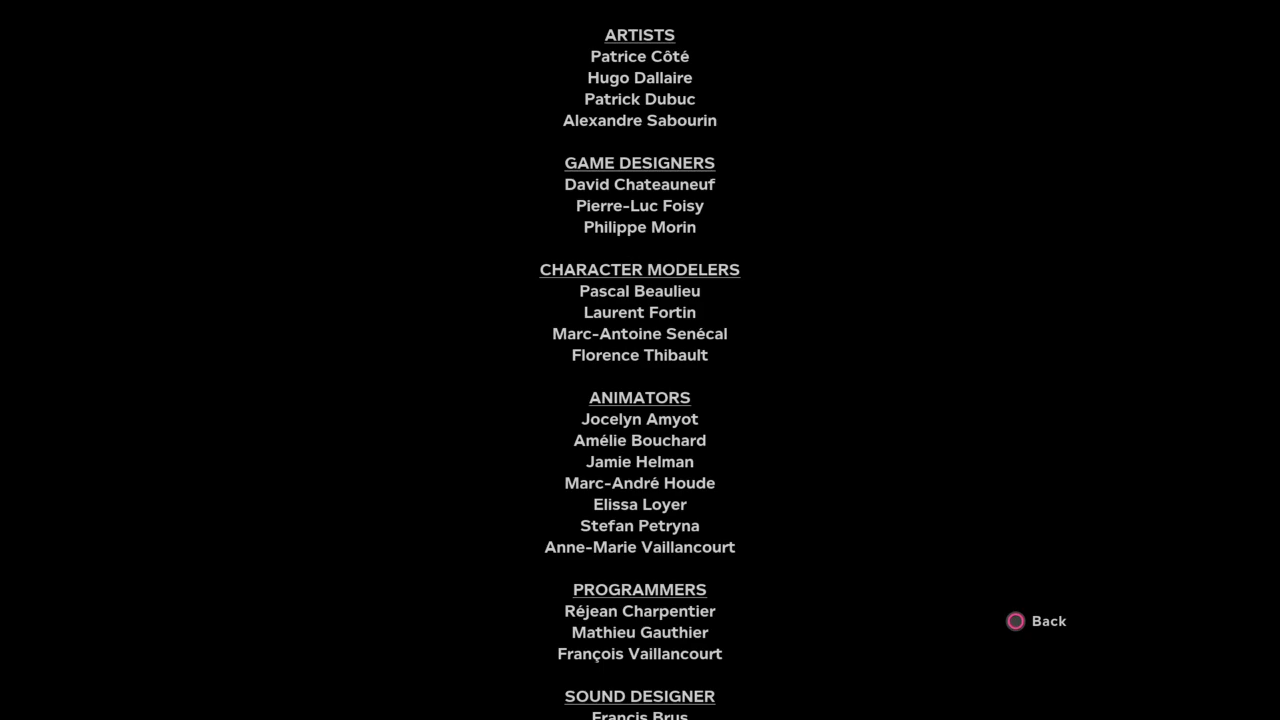 ARTISTS
Patrice Côté
Hugo Dallaire
Patrick Dubuc
Alexandre Sabourin
GAME DESIGNERS
David Chateauneuf
Pierre-Luc Foisy
Philippe Morin
CHARACTER MODELERS
Pascal Beaulieu
Laurent Fortin
Marc-Antoine Senécal
Florence Thibault
ANIMATORS
Jocelyn Amyot
Amélie Bouchard
Jamie Helman
Marc-André Houde
Elissa Loyer
Stefan Petryna
Anne-Marie Vaillancourt
PROGRAMMERS
Réjean Charpentier
Mathieu Gauthier
François Vaillancourt
Back
SOUND DESIGNER
Francis Brus